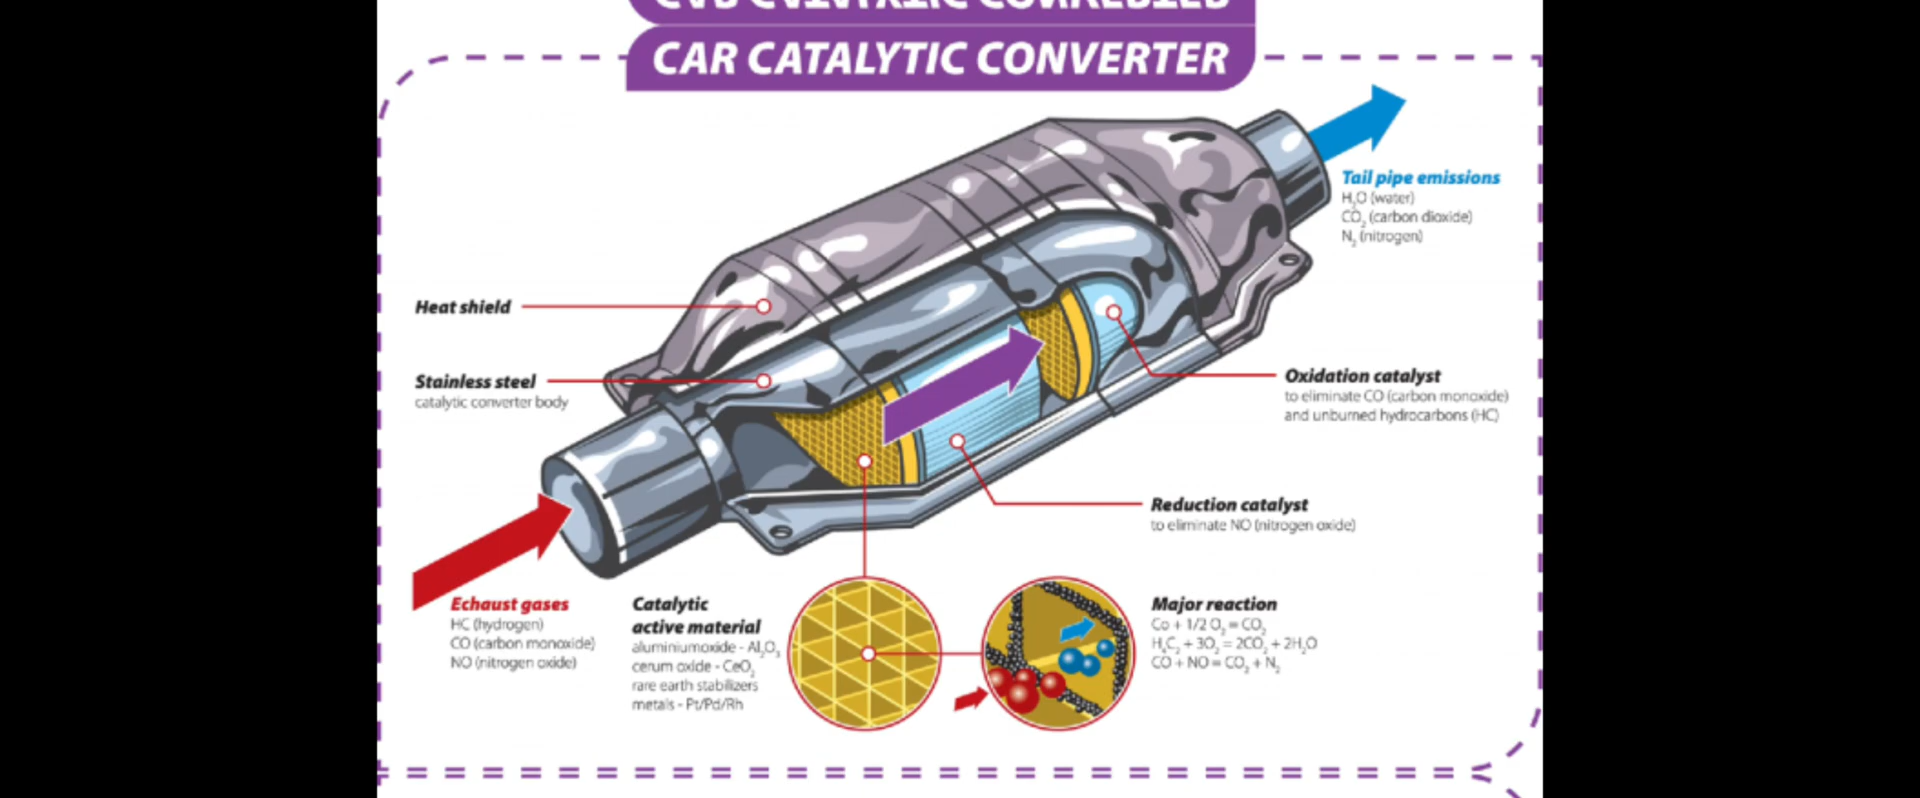 CAR CATALYTIC CONVERTER
Tail pipe emissions
H₂O (water)
CO₂ (carbon dioxide)
N₂ (nitrogen)
Heat shield
Stainless steel
catalytic converter body
Oxidation catalyst
to eliminate CO (carbon monoxide)
and unburned hydrocarbons (HC)
Reduction catalyst
to eliminate NO (nitrogen oxide)
Echaust gases
HC (hydrogen)
CO (carbon monoxide)
NO (nitrogen oxide)
Catalytic
active material
aluminiumoxide - Al₂O₃
cerum oxide - CeO₂
rare earth stabilizers
metals - Pt/Pd/Rh
Major reaction
Co + 1/2 O₂ = CO₂
H₄C₂ + 3O₂ = 2CO₂ + 2H₂O
CO + NO = CO₂ + N₂